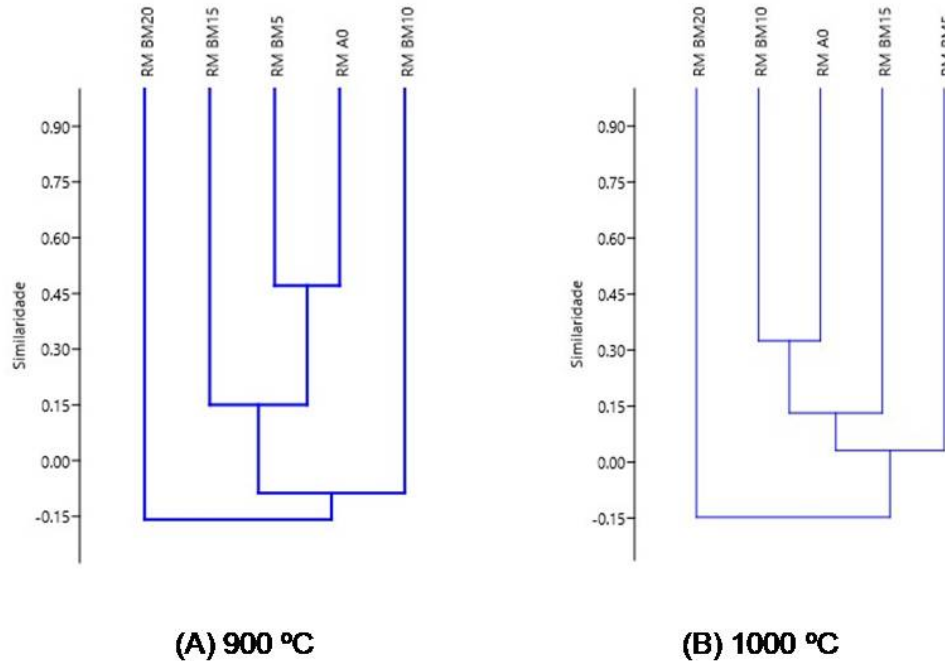 RM BM20
RM BM15
RM BM5
RM A0
RM BM10
0.90
0.75
0.60
0.45
0.30
0.15
0.00
-0.15
Similaridade
(A) 900 ºC
RM BM20
RM BM10
RM A0
RM BM15
RM BM5
0.90
0.75
0.60
0.45
0.30
0.15
0.00
-0.15
Similaridade
(B) 1000 ºC